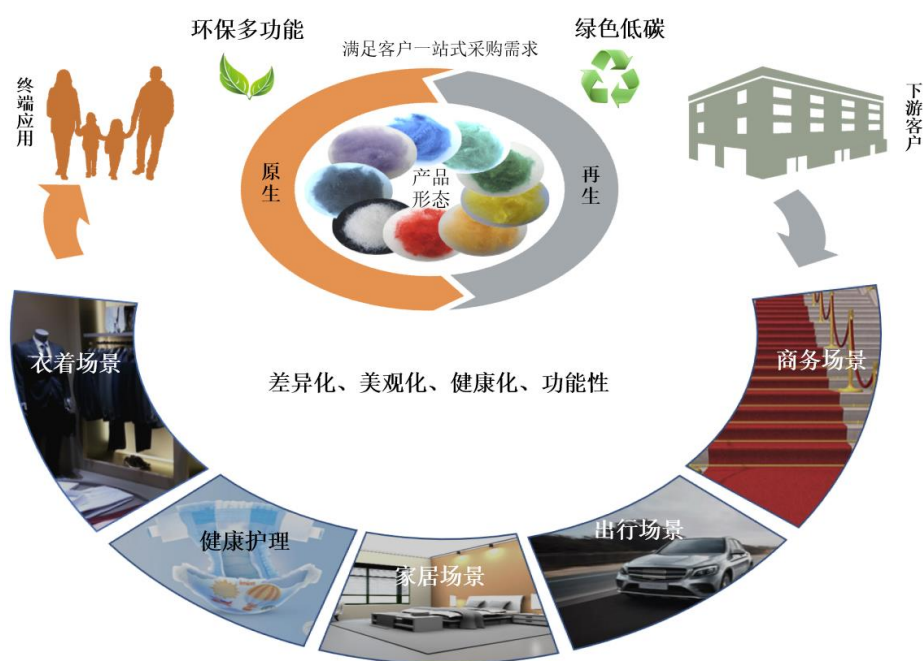 环保多功能
绿色低碳
满足客户一站式采购需求
终端应用
下游客户
原生
产品
形态
再生
衣着场景
商务场景
差异化、美观化、健康化、功能性
健康护理
出行场景
家居场景